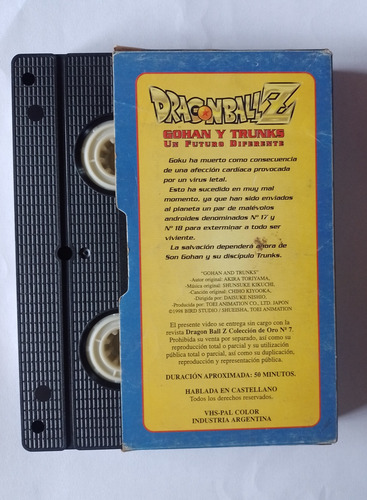 DRAGONBALL Z
GOHAN Y TRUNKS
UN FUTURO DIFERENTE
Goku ha muerto como consecuencia
de una afección cardíaca provocada
por un virus letal.
Esto ha sucedido en muy mal
momento, ya que han sido enviados
al planeta un par de malévolos
androides denominados Nº 17 y
Nº 18 para exterminar a todo ser
viviente.
La salvación dependerá ahora de
Son Gohan y su discípulo Trunks.
"GOHAN AND TRUNKS"
-Autor original: AKIRA TORIYAMA,
-Música original: SHUNSUKE KIKUCHI,
-Canción original: CHIHO KIYOOKA,
-Dirigida por: DAISUKE NISHIO,
-Producida por: TOEI ANIMATION CO., LTD. JAPON
©1998 BIRD STUDIO / SHUEISHA, TOEI ANIMATION
El presente video se entrega sin cargo con la
revista Dragon Ball Z Colección de Oro Nº 7.
Prohibida su venta por separado, así como su
reproducción total o parcial y su utilización
pública total o parcial, así como su duplicación,
reproducción y representación pública.
DURACIÓN APROXIMADA: 50 MINUTOS.
HABLADA EN CASTELLANO
Todos los derechos reservados.
VHS-PAL COLOR
INDUSTRIA ARGENTINA